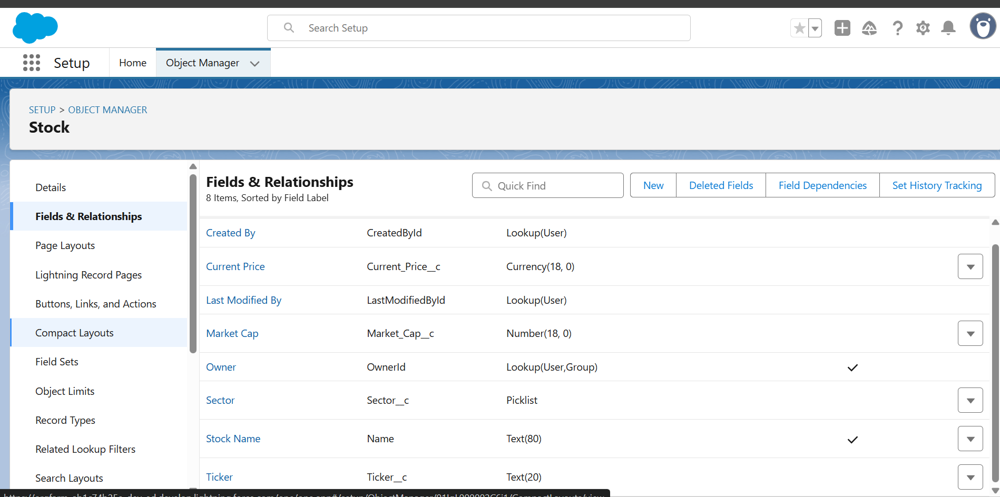 Search Setup
Setup
Home
Object Manager
SETUP > OBJECT MANAGER
Stock
Details
Fields & Relationships
Page Layouts
Lightning Record Pages
Buttons, Links, and Actions
Compact Layouts
Field Sets
Object Limits
Record Types
Related Lookup Filters
Search Layouts
Fields & Relationships
8 Items, Sorted by Field Label
Quick Find
New
Deleted Fields
Field Dependencies
Set History Tracking
Created By CreatedById Lookup(User)
Current Price Current_Price__c Currency(18, 0)
Last Modified By LastModifiedById Lookup(User)
Market Cap Market_Cap__c Number(18, 0)
Owner OwnerId Lookup(User,Group)
Sector Sector__c Picklist
Stock Name Name Text(80)
Ticker Ticker__c Text(20)